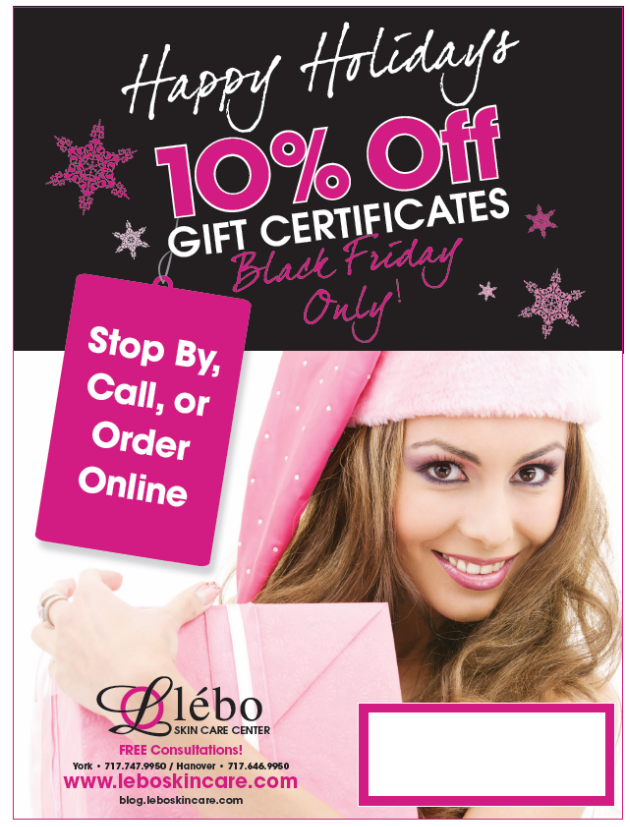 Happy Holidays
10% Off
GIFT CERTIFICATES
Black Friday
Only!
Stop By,
Call, or
Order
Online
lébo
SKIN CARE CENTER
FREE Consultations!
York • 717.747.9950 / Hanover • 717.646.9950
www.leboskincare.com
blog.leboskincare.com